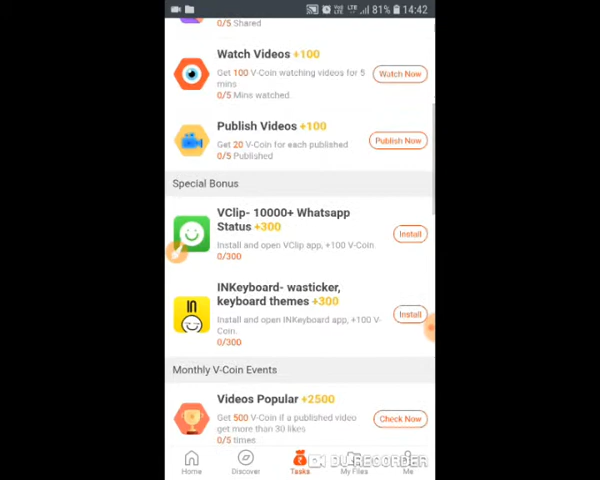 81% 14:42
0/5 Shared
Watch Videos +100
Get 100 V-Coin watching videos for 5
mins
0/5 Mins watched.
Watch Now
Publish Videos +100
Get 20 V-Coin for each published
0/5 Published
Publish Now
Special Bonus
VClip- 10000+ Whatsapp
Status +300
Install and open VClip app, +100 V-Coin.
0/300
Install
IN
INKeyboard- wasticker,
keyboard themes +300
Install and open INKeyboard app, +100 V-
Coin.
0/300
Install
Monthly V-Coin Events
Videos Popular +2500
Get 500 V-Coin if a published video
get more than 30 likes
0/5 times
Check Now
Home Discover Tasks My Files Me
DU RECORDER